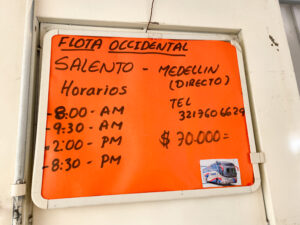 FLOTA OCCIDENTAL
SALENTO - MEDELLIN
(DIRECTO)
Horarios
- 8:00 - AM
- 9:30 - AM
- 2:00 - PM
- 8:30 - PM
TEL
3217606629
$ 70.000=